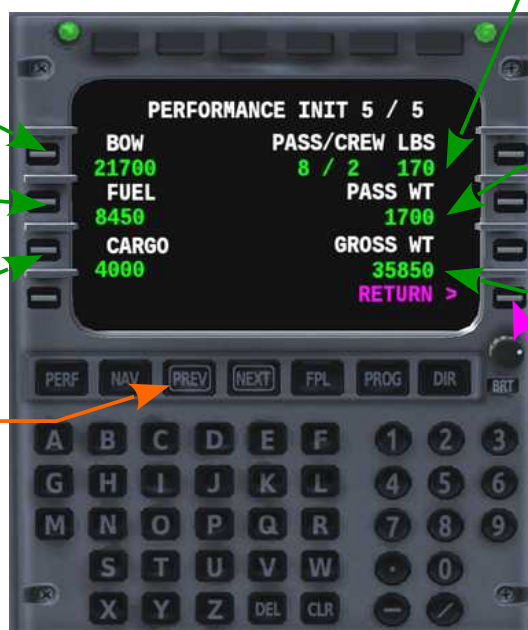 PERFORMANCE INIT 5 / 5
BOW PASS/CREW LBS
21700 8 / 2 170
FUEL PASS WT
8450 1700
CARGO GROSS WT
4000 35850
RETURN >
PERF NAV PREV NEXT FPL PROG DIR BRT
A B C D E F 1 2 3
G H I J K L 4 5 6
M N O P Q R 7 8 9
S T U V W · 0
X Y Z DEL CLR - /